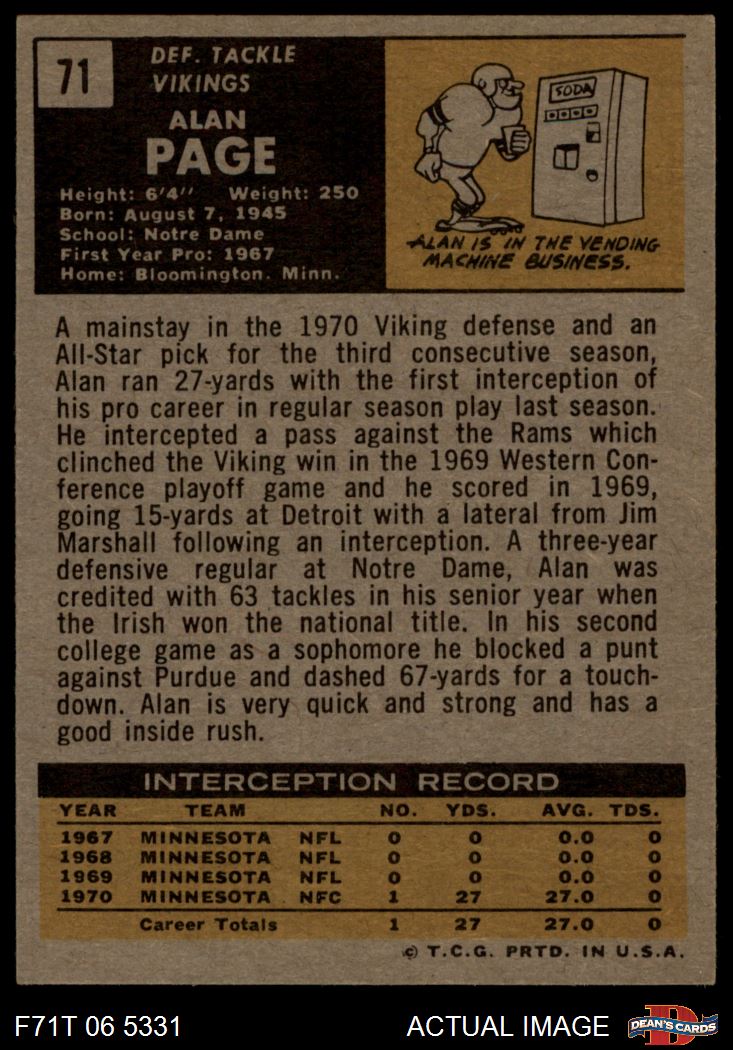 71
DEF. TACKLE
VIKINGS
ALAN
PAGE
Height: 6'4'' Weight: 250
Born: August 7, 1945
School: Notre Dame
First Year Pro: 1967
Home: Bloomington. Minn.
SODA
ALAN IS IN THE VENDING
MACHINE BUSINESS.
A mainstay in the 1970 Viking defense and an
All-Star pick for the third consecutive season,
Alan ran 27-yards with the first interception of
his pro career in regular season play last season.
He intercepted a pass against the Rams which
clinched the Viking win in the 1969 Western Con-
ference playoff game and he scored in 1969,
going 15-yards at Detroit with a lateral from Jim
Marshall following an interception. A three-year
defensive regular at Notre Dame, Alan was
credited with 63 tackles in his senior year when
the Irish won the national title. In his second
college game as a sophomore he blocked a punt
against Purdue and dashed 67-yards for a touch-
down. Alan is very quick and strong and has a
good inside rush.
INTERCEPTION RECORD
YEAR TEAM NO. YDS. AVG. TDS.
1967 MINNESOTA NFL 0 0 0.0 0
1968 MINNESOTA NFL 0 0 0.0 0
1969 MINNESOTA NFL 0 0 0.0 0
1970 MINNESOTA NFC 1 27 27.0 0
Career Totals 1 27 27.0 0
© T.C.G. PRTD. IN U.S.A.
F71T 06 5331 ACTUAL IMAGE
D
DEAN'S CARDS